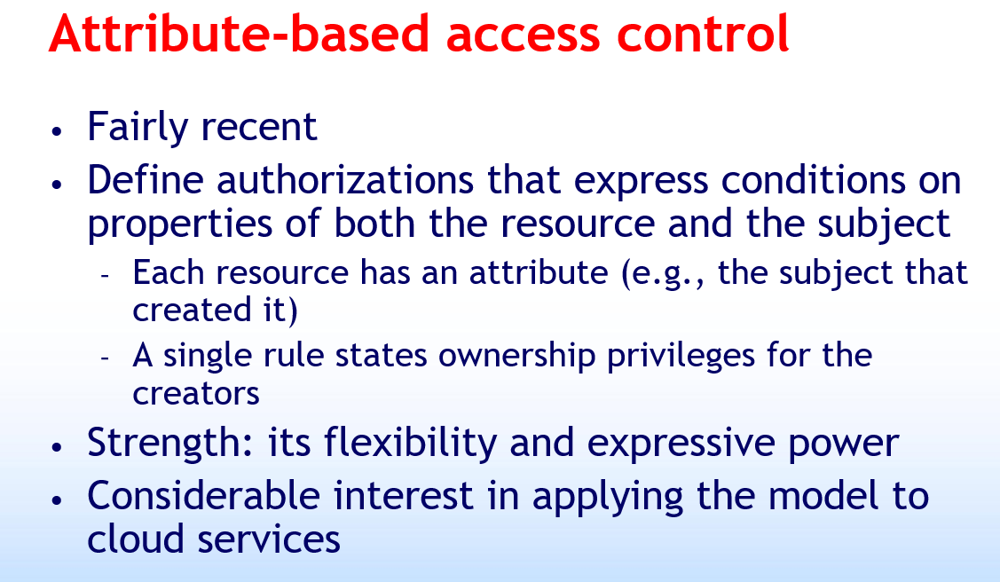 Attribute-based access control
• Fairly recent
• Define authorizations that express conditions on
properties of both the resource and the subject
– Each resource has an attribute (e.g., the subject that
created it)
– A single rule states ownership privileges for the
creators
• Strength: its flexibility and expressive power
• Considerable interest in applying the model to
cloud services